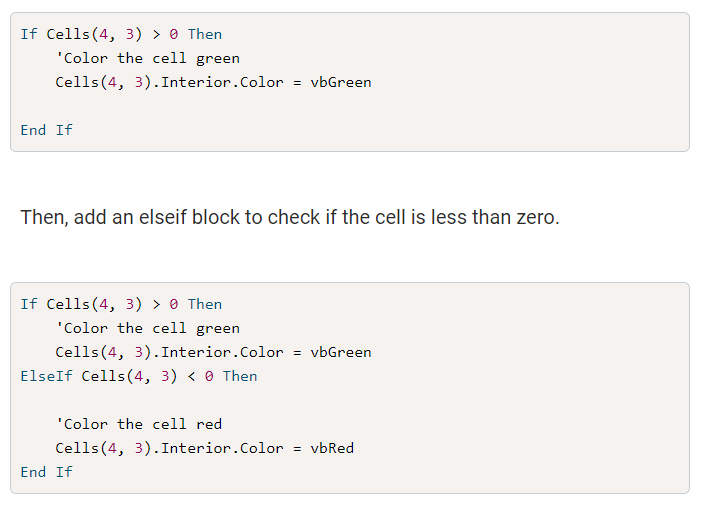 If Cells(4, 3) > 0 Then
    'Color the cell green
    Cells(4, 3).Interior.Color = vbGreen
End If
Then, add an elseif block to check if the cell is less than zero.
If Cells(4, 3) > 0 Then
    'Color the cell green
    Cells(4, 3).Interior.Color = vbGreen
ElseIf Cells(4, 3) < 0 Then
    'Color the cell red
    Cells(4, 3).Interior.Color = vbRed
End If